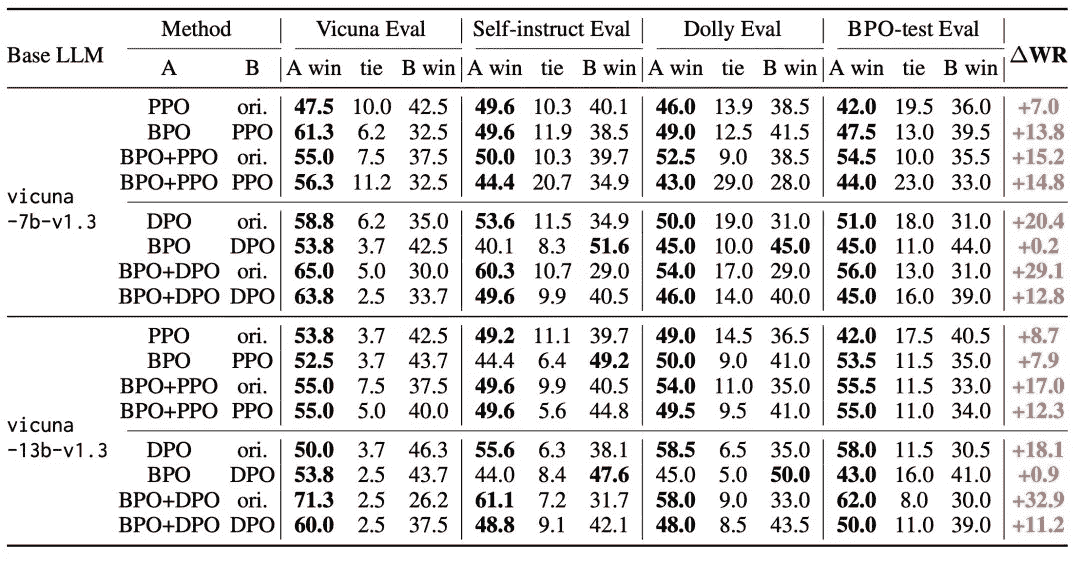 Method Vicuna Eval Self-instruct Eval Dolly Eval BPO-test Eval
Base LLM ΔWR
A B A win tie B win A win tie B win A win tie B win A win tie B win
PPO ori. 47.5 10.0 42.5 49.6 10.3 40.1 46.0 13.9 38.5 42.0 19.5 36.0 +7.0
BPO PPO 61.3 6.2 32.5 49.6 11.9 38.5 49.0 12.5 41.5 47.5 13.0 39.5 +13.8
BPO+PPO ori. 55.0 7.5 37.5 50.0 10.3 39.7 52.5 9.0 38.5 54.5 10.0 35.5 +15.2
BPO+PPO PPO 56.3 11.2 32.5 44.4 20.7 34.9 43.0 29.0 28.0 44.0 23.0 33.0 +14.8
vicuna
-7b-v1.3
DPO ori. 58.8 6.2 35.0 53.6 11.5 34.9 50.0 19.0 31.0 51.0 18.0 31.0 +20.4
BPO DPO 53.8 3.7 42.5 40.1 8.3 51.6 45.0 10.0 45.0 45.0 11.0 44.0 +0.2
BPO+DPO ori. 65.0 5.0 30.0 60.3 10.7 29.0 54.0 17.0 29.0 56.0 13.0 31.0 +29.1
BPO+DPO DPO 63.8 2.5 33.7 49.6 9.9 40.5 46.0 14.0 40.0 45.0 16.0 39.0 +12.8
PPO ori. 53.8 3.7 42.5 49.2 11.1 39.7 49.0 14.5 36.5 42.0 17.5 40.5 +8.7
BPO PPO 52.5 3.7 43.7 44.4 6.4 49.2 50.0 9.0 41.0 53.5 11.5 35.0 +7.9
BPO+PPO ori. 55.0 7.5 37.5 49.6 9.9 40.5 54.0 11.0 35.0 55.5 11.5 33.0 +17.0
BPO+PPO PPO 55.0 5.0 40.0 49.6 5.6 44.8 49.5 9.5 41.0 55.0 11.0 34.0 +12.3
vicuna
-13b-v1.3
DPO ori. 50.0 3.7 46.3 55.6 6.3 38.1 58.5 6.5 35.0 58.0 11.5 30.5 +18.1
BPO DPO 53.8 2.5 43.7 44.0 8.4 47.6 45.0 5.0 50.0 43.0 16.0 41.0 +0.9
BPO+DPO ori. 71.3 2.5 26.2 61.1 7.2 31.7 58.0 9.0 33.0 62.0 8.0 30.0 +32.9
BPO+DPO DPO 60.0 2.5 37.5 48.8 9.1 42.1 48.0 8.5 43.5 50.0 11.0 39.0 +11.2